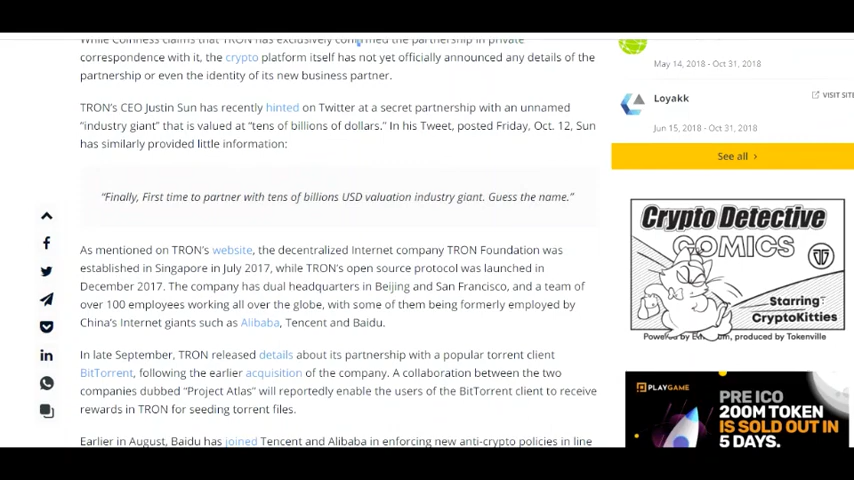 While Coinness claims that TRON has exclusively confirmed the partnership in private
correspondence with it, the crypto platform itself has not yet officially announced any details of the
partnership or even the identity of its new business partner.
TRON's CEO Justin Sun has recently hinted on Twitter at a secret partnership with an unnamed
"industry giant" that is valued at "tens of billions of dollars." In his Tweet, posted Friday, Oct. 12, Sun
has similarly provided little information:
"Finally, First time to partner with tens of billions USD valuation industry giant. Guess the name."
As mentioned on TRON's website, the decentralized Internet company TRON Foundation was
established in Singapore in July 2017, while TRON's open source protocol was launched in
December 2017. The company has dual headquarters in Beijing and San Francisco, and a team of
over 100 employees working all over the globe, with some of them being formerly employed by
China's Internet giants such as Alibaba, Tencent and Baidu.
In late September, TRON released details about its partnership with a popular torrent client
BitTorrent, following the earlier acquisition of the company. A collaboration between the two
companies dubbed "Project Atlas" will reportedly enable the users of the BitTorrent client to receive
rewards in TRON for seeding torrent files.
Earlier in August, Baidu has joined Tencent and Alibaba in enforcing new anti-crypto policies in line
May 14, 2018 - Oct 31, 2018
Loyakk
VISIT SITE
Jun 15, 2018 - Oct 31, 2018
See all
Crypto Detective
COMICS
Starring:
CryptoKitties
Powered by , produced by Tokenville
PLAYGAME
PRE ICO
200M TOKEN
IS SOLD OUT IN
5 DAYS.